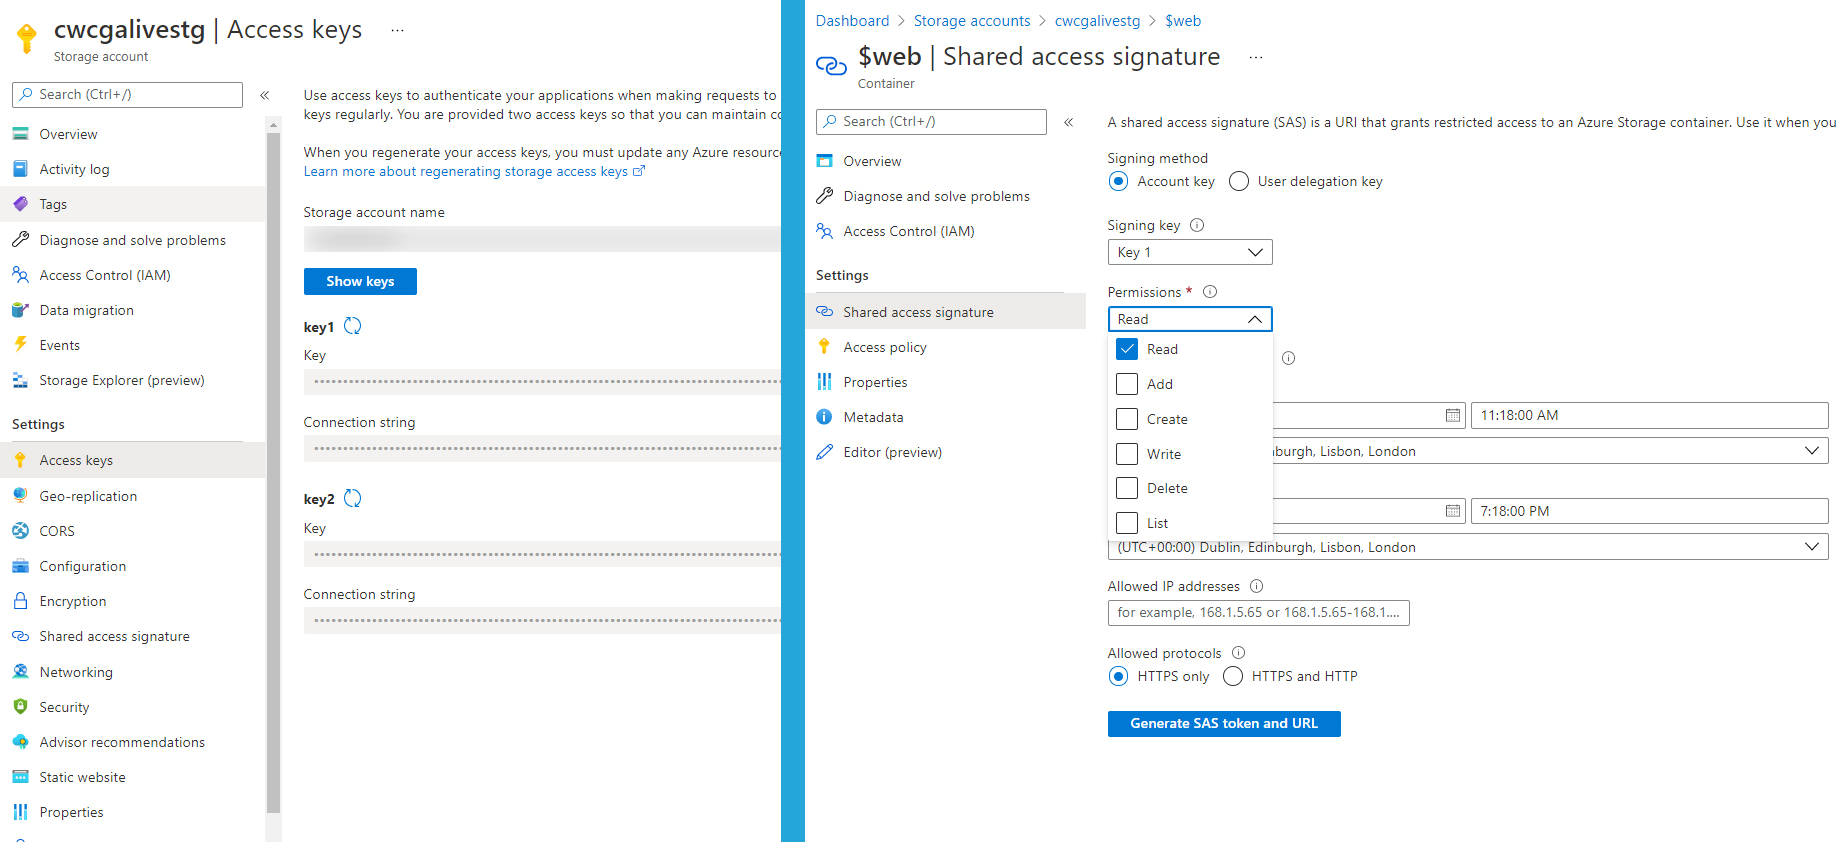 cwcgalivestg | Access keys ...
Storage account
Search (Ctrl+/)
Overview
Activity log
Tags
Diagnose and solve problems
Access Control (IAM)
Data migration
Events
Storage Explorer (preview)
Settings
Access keys
Geo-replication
CORS
Configuration
Encryption
Shared access signature
Networking
Security
Advisor recommendations
Static website
Properties
Use access keys to authenticate your applications when making requests to
keys regularly. You are provided two access keys so that you can maintain
When you regenerate your access keys, you must update any Azure
Learn more about regenerating storage access keys
Storage account name
Show keys
key1
Key
Connection string
key2
Key
Connection string
Dashboard > Storage accounts > cwcgalivestg > $web
$web | Shared access signature ...
Container
Search (Ctrl+/)
Overview
Diagnose and solve problems
Access Control (IAM)
Settings
Shared access signature
Access policy
Properties
Metadata
Editor (preview)
A shared access signature (SAS) is a URI that grants restricted access to an Azure Storage container. Use it when you
Signing method
Account key User delegation key
Signing key
Key 1
Permissions *
Read
Read
Add
Create
Write
Delete
List
11:18:00 AM
burgh, Lisbon, London
7:18:00 PM
(UTC+00:00) Dublin, Edinburgh, Lisbon, London
Allowed IP addresses
for example, 168.1.5.65 or 168.1.5.65-168.1....
Allowed protocols
HTTPS only HTTPS and HTTP
Generate SAS token and URL